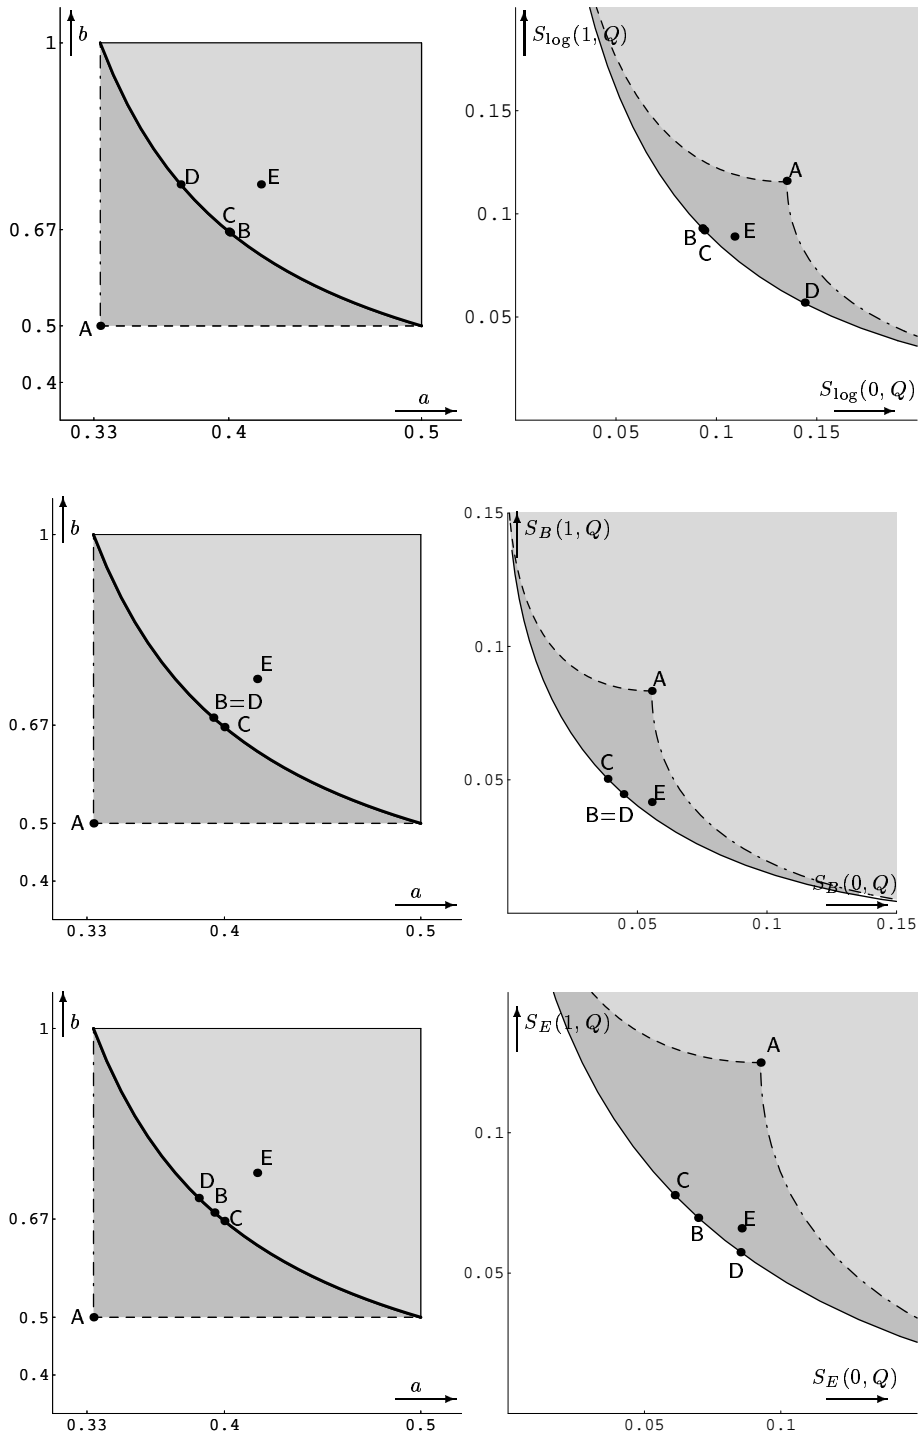 b
1
D
E
C
B
0.67
0.5
A
0.4
a
0.33
0.4
0.5
S_log(1, Q)
0.15
A
0.1
B
E
C
D
0.05
S_log(0, Q)
0.05
0.1
0.15
b
1
E
B=D
0.67
C
A
0.5
0.4
a
0.33
0.4
0.5
0.15
S_B(1, Q)
0.1
A
C
0.05
E
B=D
S_B(0, Q)
0.05
0.1
0.15
b
1
E
D
B
0.67
C
A
0.5
0.4
a
0.33
0.4
0.5
S_E(1, Q)
A
0.1
C
E
B
D
0.05
S_E(0, Q)
0.05
0.1